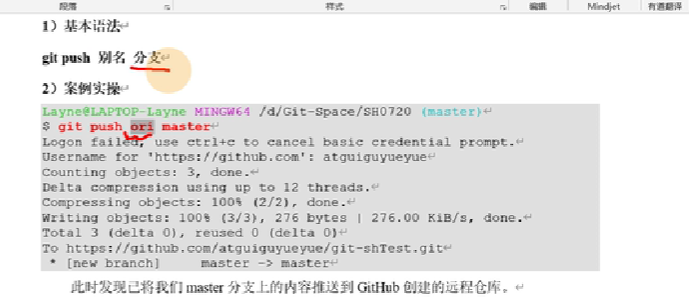 段落 样式 编辑 Mindjet 有道翻译
1）基本语法
git push 别名 分支
2）案例实操
Layne@LAPTOP-Layne MINGW64 /d/Git-Space/SH0720 (master)
$ git push ori master
Logon failed, use ctrl+c to cancel basic credential prompt.
Username for 'https://github.com': atguiguyueyue
Counting objects: 3, done.
Delta compression using up to 12 threads.
Compressing objects: 100% (2/2), done.
Writing objects: 100% (3/3), 276 bytes | 276.00 KiB/s, done.
Total 3 (delta 0), reused 0 (delta 0)
To https://github.com/atguiguyueyue/git-shTest.git
* [new branch] master -> master
此时发现已将我们 master 分支上的内容推送到 GitHub 创建的远程仓库。